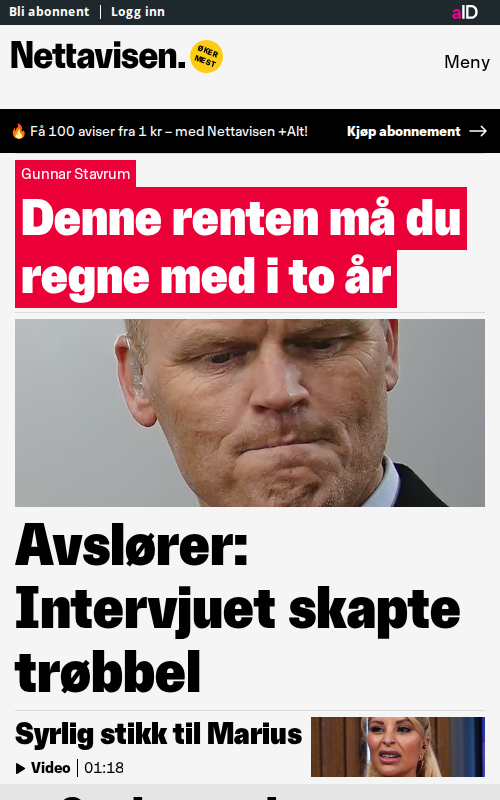 Bli abonnent | Logg inn
aID
Nettavisen.
ØKER
MEST
Meny
🔥 Få 100 aviser fra 1 kr – med Nettavisen +Alt!
Kjøp abonnement →
Gunnar Stavrum
Denne renten må du
regne med i to år
Avslører:
Intervjuet skapte
trøbbel
Syrlig stikk til Marius
Video | 01:18